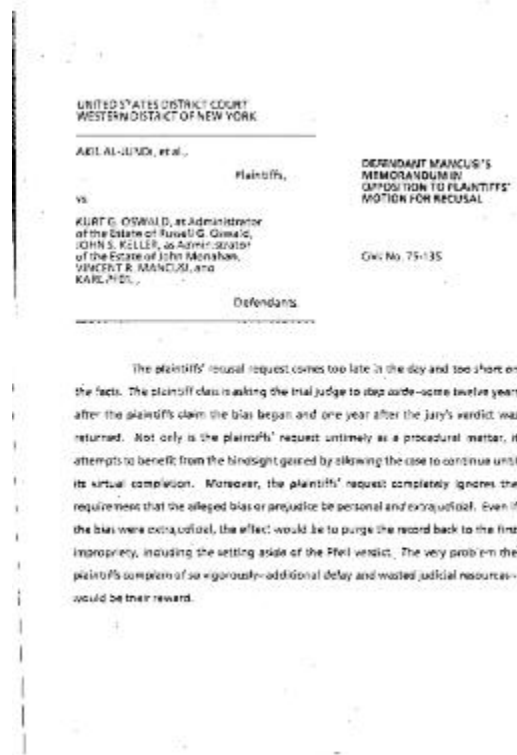 UNITED STATES DISTRICT COURT
WESTERN DISTRICT OF NEW YORK
AKIL AL-JUNDI, et al.,
Plaintiffs,
vs
KURT G. OSWALD, as Administrator
of the Estate of Russell G. Oswald,
JOHN S. KELLER, as Administrator
of the Estate of John Monahan,
VINCENT R. MANCUSI, and
KARL PFEIL,
Defendants.
DEFENDANT MANCUSI'S
MEMORANDUM IN
OPPOSITION TO PLAINTIFFS'
MOTION FOR RECUSAL
Civil No. 75-135
The plaintiffs' recusal request comes too late in the day and too short on
the facts. The plaintiff class is asking the trial judge to step aside--some twelve years
after the plaintiffs claim the bias began and one year after the jury's verdict was
returned. Not only is the plaintiffs' request untimely as a procedural matter, it
attempts to benefit from the hindsight gained by allowing the case to continue until
its virtual completion. Moreover, the plaintiffs' request completely ignores the
requirement that the alleged bias or prejudice be personal and extrajudicial. Even if
the bias were extrajudicial, the effect would be to purge the record back to the first
impropriety, including the setting aside of the Pfeil verdict. The very problem the
plaintiffs complain of so vigorously--additional delay and wasted judicial resources--
would be their reward.